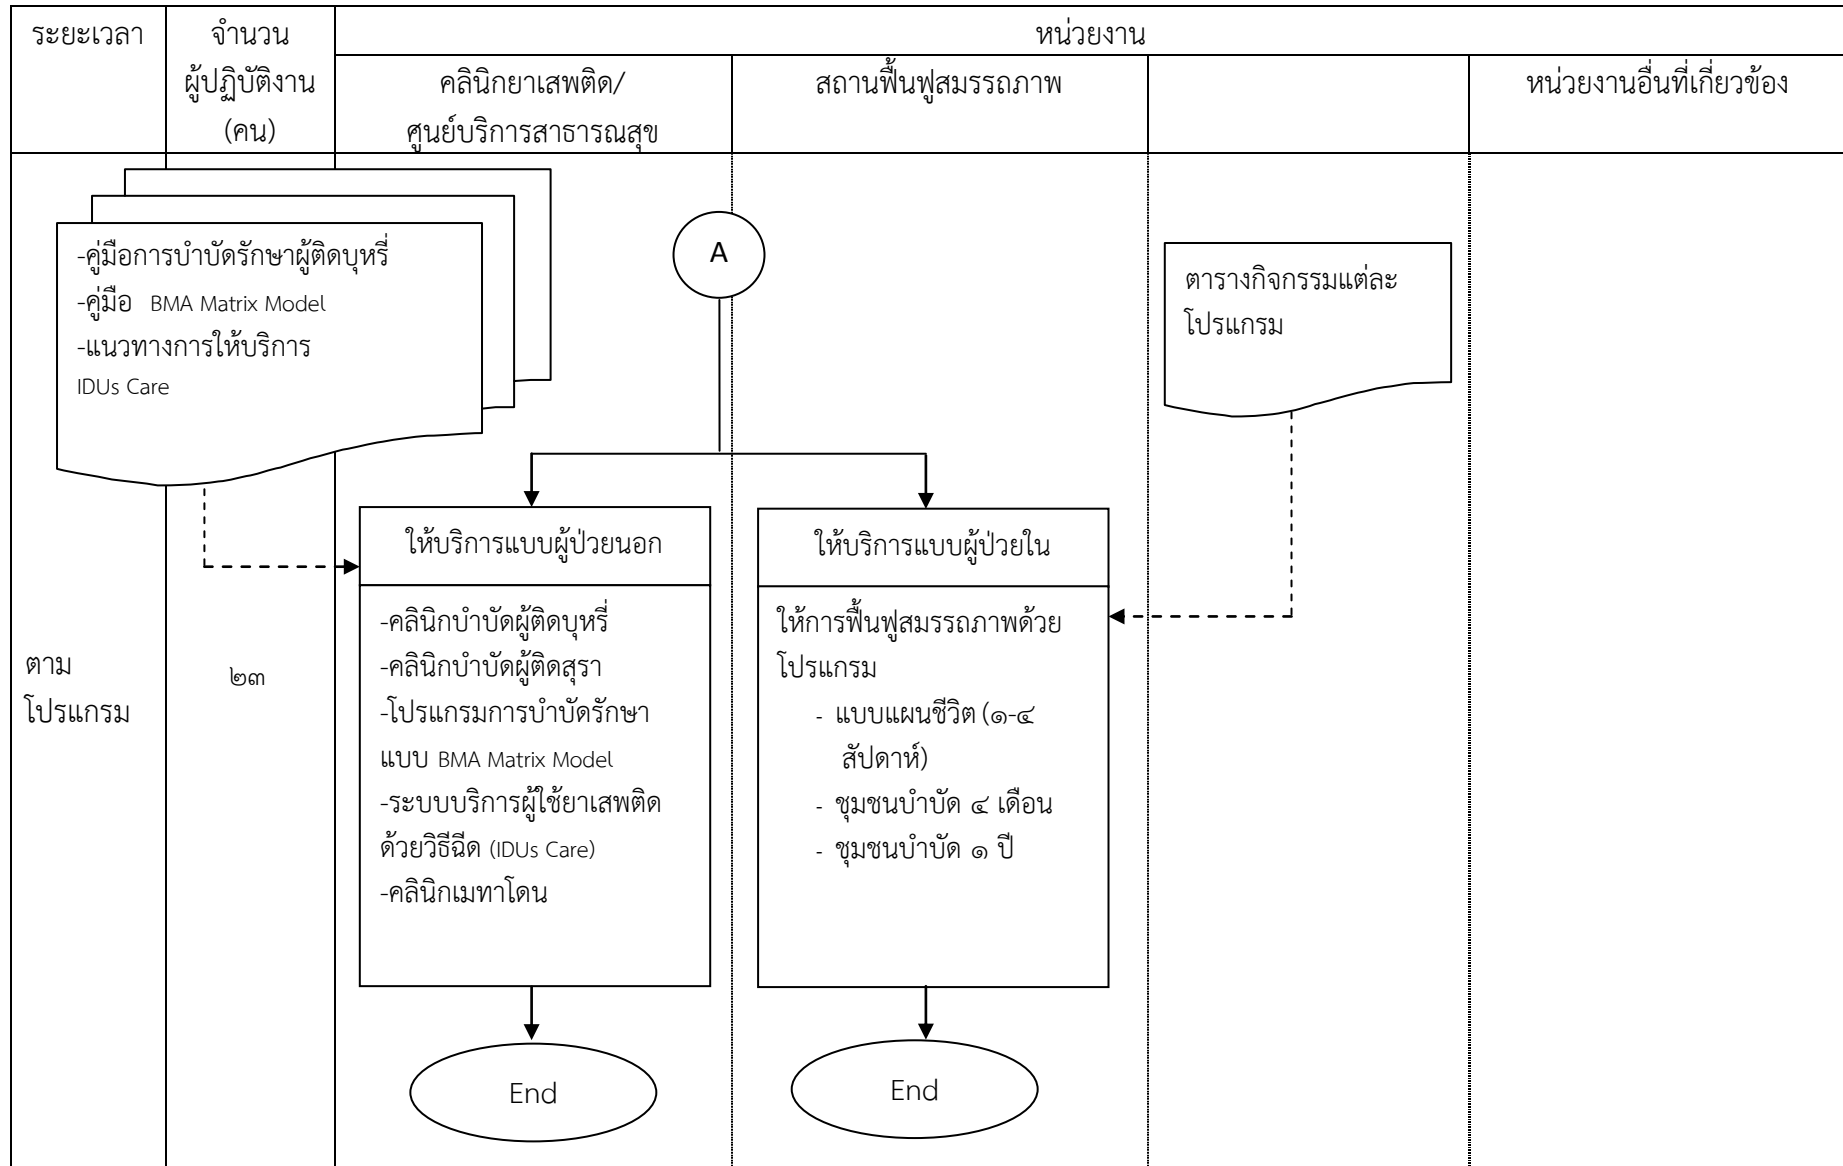 ระยะเวลา
จำนวน
ผู้ปฏิบัติงาน
(คน)
หน่วยงาน
คลินิกยาเสพติด/
ศูนย์บริการสาธารณสุข
สถานฟื้นฟูสมรรถภาพ
หน่วยงานอื่นที่เกี่ยวข้อง
-คู่มือการบำบัดรักษาผู้ติดบุหรี่
-คู่มือ BMA Matrix Model
-แนวทางการให้บริการ
IDUs Care
A
ตารางกิจกรรมแต่ละ
โปรแกรม
ตาม
โปรแกรม
๒๓
ให้บริการแบบผู้ป่วยนอก
-คลินิกบำบัดผู้ติดบุหรี่
-คลินิกบำบัดผู้ติดสุรา
-โปรแกรมการบำบัดรักษา
แบบ BMA Matrix Model
-ระบบบริการผู้ใช้ยาเสพติด
ด้วยวิธีฉีด (IDUs Care)
-คลินิกเมทาโดน
ให้บริการแบบผู้ป่วยใน
ให้การฟื้นฟูสมรรถภาพด้วย
โปรแกรม
- แบบแผนชีวิต (๑-๔
สัปดาห์)
- ชุมชนบำบัด ๔ เดือน
- ชุมชนบำบัด ๑ ปี
End
End